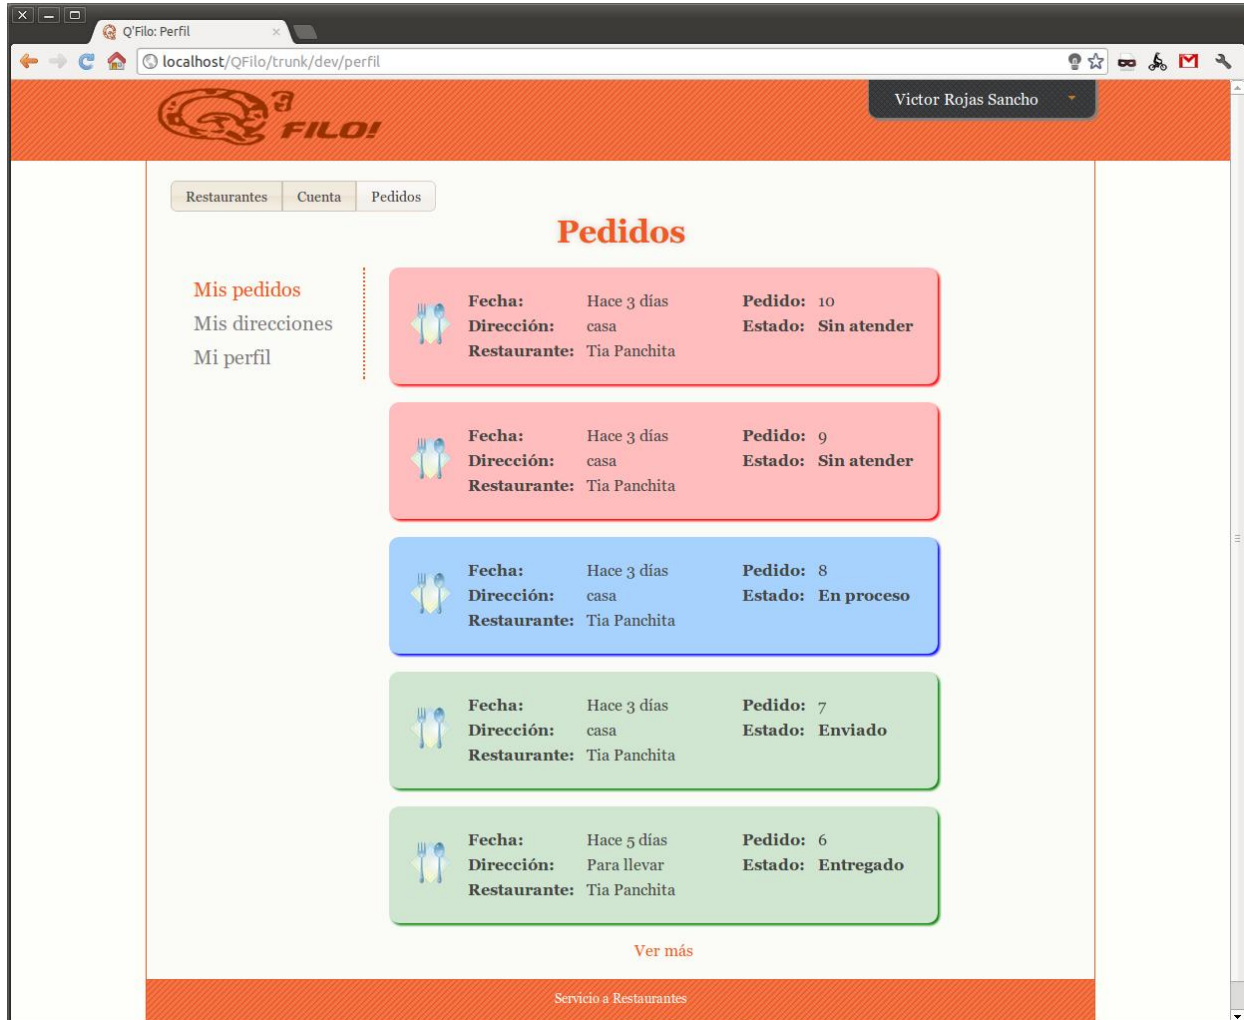 Q'Filo: Perfil
localhost/QFilo/trunk/dev/perfil
Q3 FILO!
Victor Rojas Sancho
Restaurantes Cuenta Pedidos
Pedidos
Mis pedidos
Mis direcciones
Mi perfil
Fecha: Hace 3 días Pedido: 10
Dirección: casa Estado: Sin atender
Restaurante: Tia Panchita
Fecha: Hace 3 días Pedido: 9
Dirección: casa Estado: Sin atender
Restaurante: Tia Panchita
Fecha: Hace 3 días Pedido: 8
Dirección: casa Estado: En proceso
Restaurante: Tia Panchita
Fecha: Hace 3 días Pedido: 7
Dirección: casa Estado: Enviado
Restaurante: Tia Panchita
Fecha: Hace 5 días Pedido: 6
Dirección: Para llevar Estado: Entregado
Restaurante: Tia Panchita
Ver más
Servicio a Restaurantes